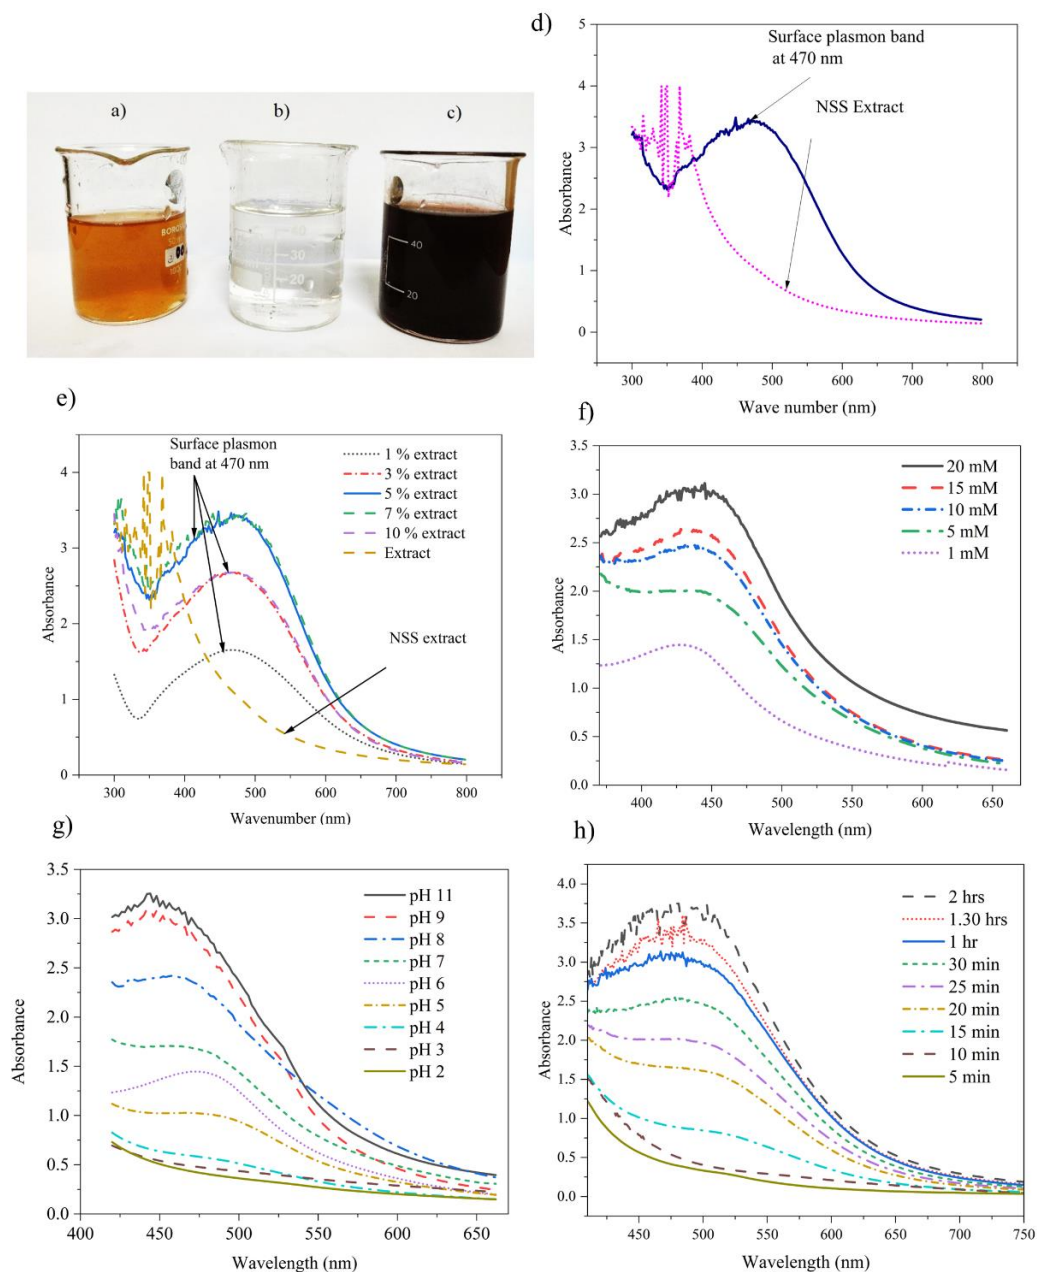 a)
b)
c)
40
30
20
40
20
d)
Surface plasmon band
at 470 nm
NSS Extract
Absorbance
5
4
3
2
1
0
300 400 500 600 700 800
Wave number (nm)
e)
Surface plasmon
band at 470 nm
1 % extract
3 % extract
5 % extract
7 % extract
10 % extract
Extract
NSS extract
Absorbance
4
3
2
1
0
300 400 500 600 700 800
Wavenumber (nm)
f)
20 mM
15 mM
10 mM
5 mM
1 mM
Absorbance
3.5
3.0
2.5
2.0
1.5
1.0
0.5
0.0
400 450 500 550 600 650
Wavelength (nm)
g)
pH 11
pH 9
pH 8
pH 7
pH 6
pH 5
pH 4
pH 3
pH 2
Absorbance
3.5
3.0
2.5
2.0
1.5
1.0
0.5
0.0
400 450 500 550 600 650
Wavelength (nm)
h)
2 hrs
1.30 hrs
1 hr
30 min
25 min
20 min
15 min
10 min
5 min
Absorbance
4.0
3.5
3.0
2.5
2.0
1.5
1.0
0.5
0.0
450 500 550 600 650 700 750
Wavelength (nm)